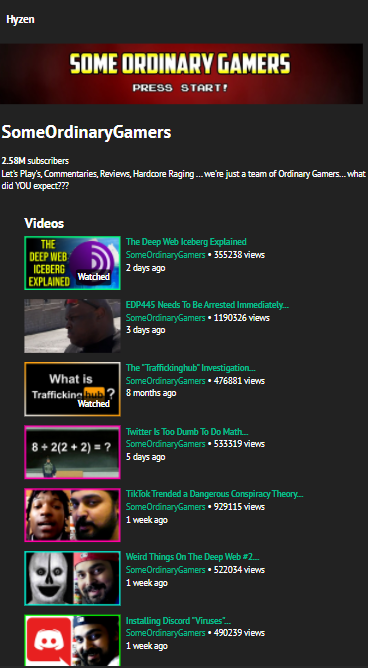 Hyzen
SOME ORDINARY GAMERS
PRESS START!
SomeOrdinaryGamers
2.58M subscribers
Let's Play's, Commentaries, Reviews, Hardcore Raging ... we're just a team of Ordinary Gamers... what
did YOU expect???
Videos
THE
DEEP WEB
ICEBERG
EXPLAINED
Watched
The Deep Web Iceberg Explained
SomeOrdinaryGamers • 355238 views
2 days ago
EDP445 Needs To Be Arrested Immediately...
SomeOrdinaryGamers • 1190326 views
3 days ago
What is
Traffickinghub?
Watched
The "Traffickinghub" Investigation...
SomeOrdinaryGamers • 476881 views
8 months ago
8 ÷ 2(2 + 2) = ?
Twitter Is Too Dumb To Do Math...
SomeOrdinaryGamers • 533319 views
5 days ago
TikTok Trended a Dangerous Conspiracy Theory...
SomeOrdinaryGamers • 929115 views
1 week ago
Weird Things On The Deep Web #2...
SomeOrdinaryGamers • 522034 views
1 week ago
Installing Discord "Viruses"...
SomeOrdinaryGamers • 490239 views
1 week ago